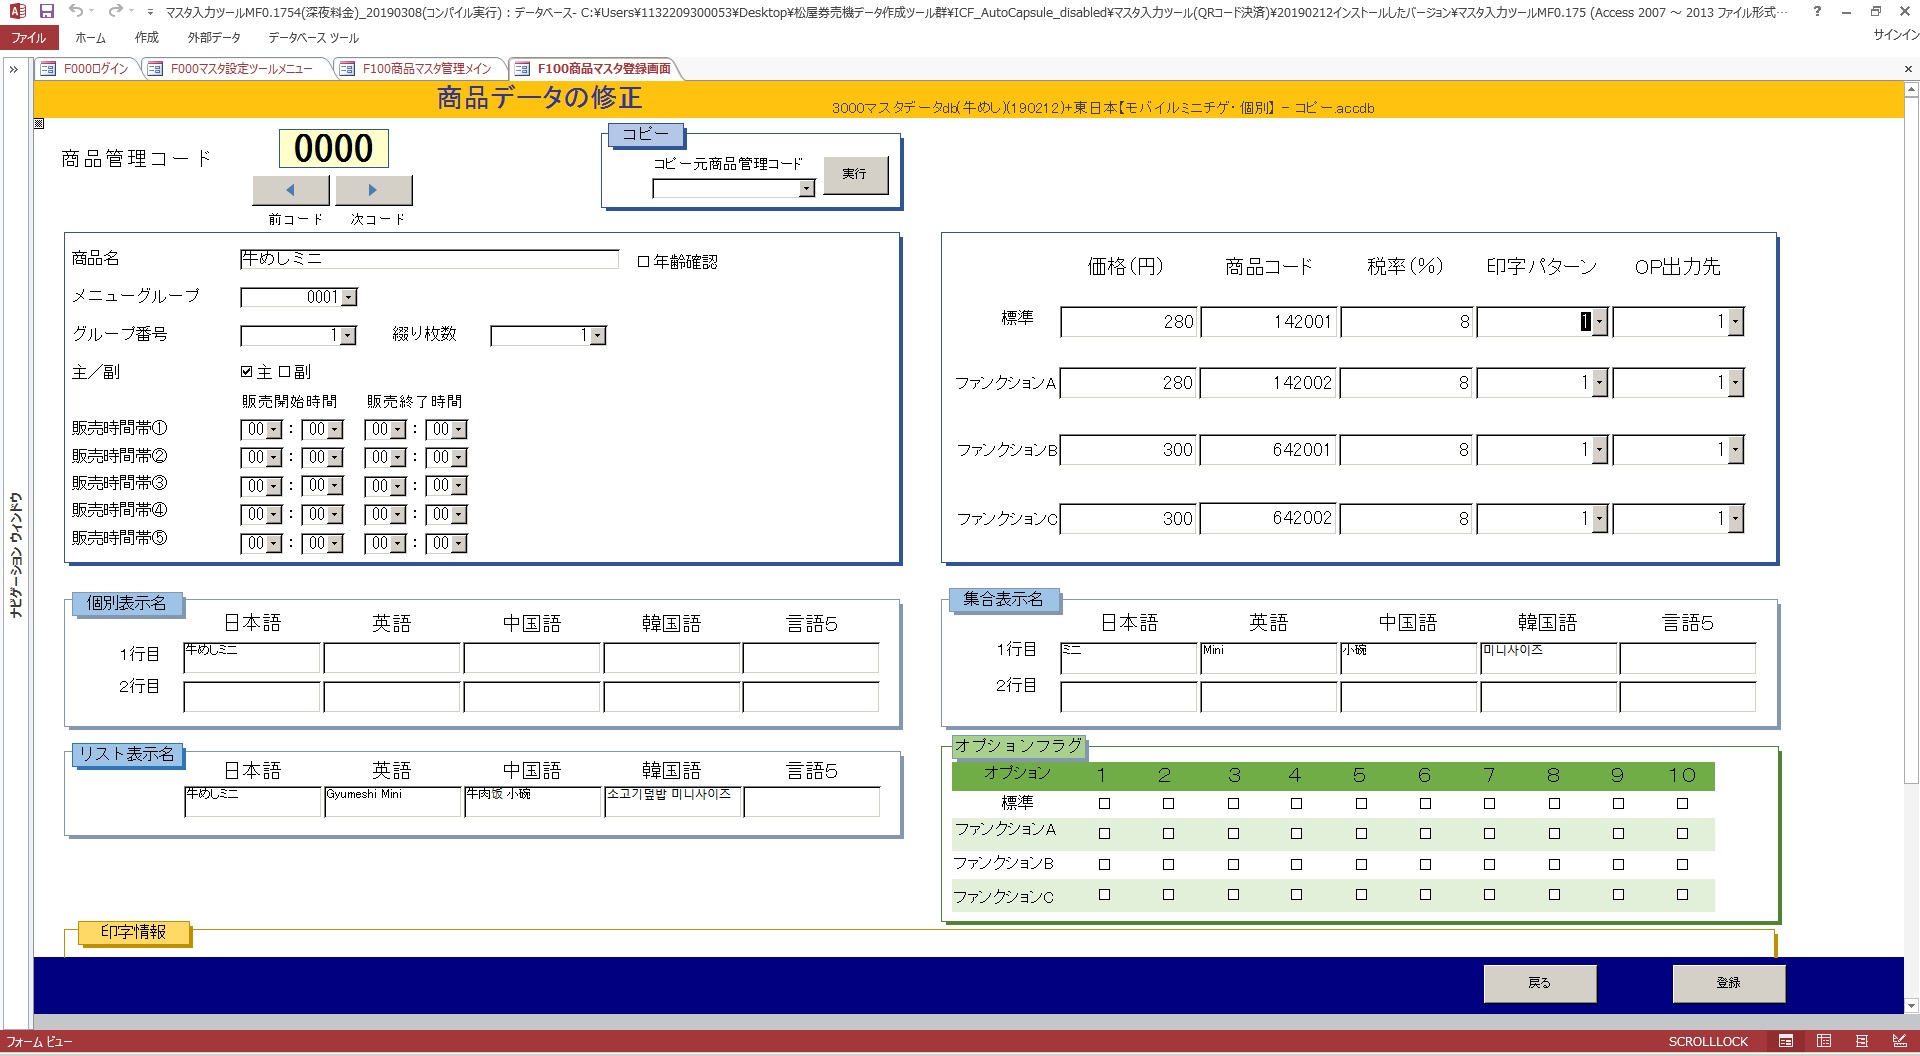 マスタ入力ツールMF0.1754(深夜料金)_20190308(コンパイル実行) : データベース- C:¥Users¥1132209300053¥Desktop¥松屋券売機データ作成ツール群¥ICF_AutoCapsule_disabled¥マスタ入力ツール(QRコード決済)¥20190212インストールしたバージョン¥マスタ入力ツールMF0.175 (Access 2007 ～ 2013 ファイル形式…
ファイル ホーム 作成 外部データ データベース ツール サインイン
F000ログイン F000マスタ設定ツールメニュー F100商品マスタ管理メイン F100商品マスタ登録画面
商品データの修正 3000マスタデータdb(牛めし)(190212)+東日本【モバイルミニチゲ・個別】 - コピー.accdb
ナビゲーション ウィンドウ
商品管理コード 0000
前コード 次コード
コピー
コピー元商品管理コード 実行
商品名 牛めしミニ 年齢確認
メニューグループ 0001
グループ番号 1 綴り枚数 1
主／副 主 副
販売開始時間 販売終了時間
販売時間帯① 00 : 00 00 : 00
販売時間帯② 00 : 00 00 : 00
販売時間帯③ 00 : 00 00 : 00
販売時間帯④ 00 : 00 00 : 00
販売時間帯⑤ 00 : 00 00 : 00
価格(円) 商品コード 税率(%) 印字パターン OP出力先
標準 280 142001 8 1 1
ファンクションA 280 142002 8 1 1
ファンクションB 300 642001 8 1 1
ファンクションC 300 642002 8 1 1
個別表示名
日本語 英語 中国語 韓国語 言語5
1行目 牛めしミニ
2行目
集合表示名
日本語 英語 中国語 韓国語 言語5
1行目 ミニ Mini 小碗 미니사이즈
2行目
リスト表示名
日本語 英語 中国語 韓国語 言語5
牛めしミニ Gyumeshi Mini 牛肉饭 小碗 소고기덮밥 미니사이즈
オプションフラグ
オプション 1 2 3 4 5 6 7 8 9 10
標準
ファンクションA
ファンクションB
ファンクションC
印字情報
戻る 登録
フォーム ビュー SCROLLLOCK